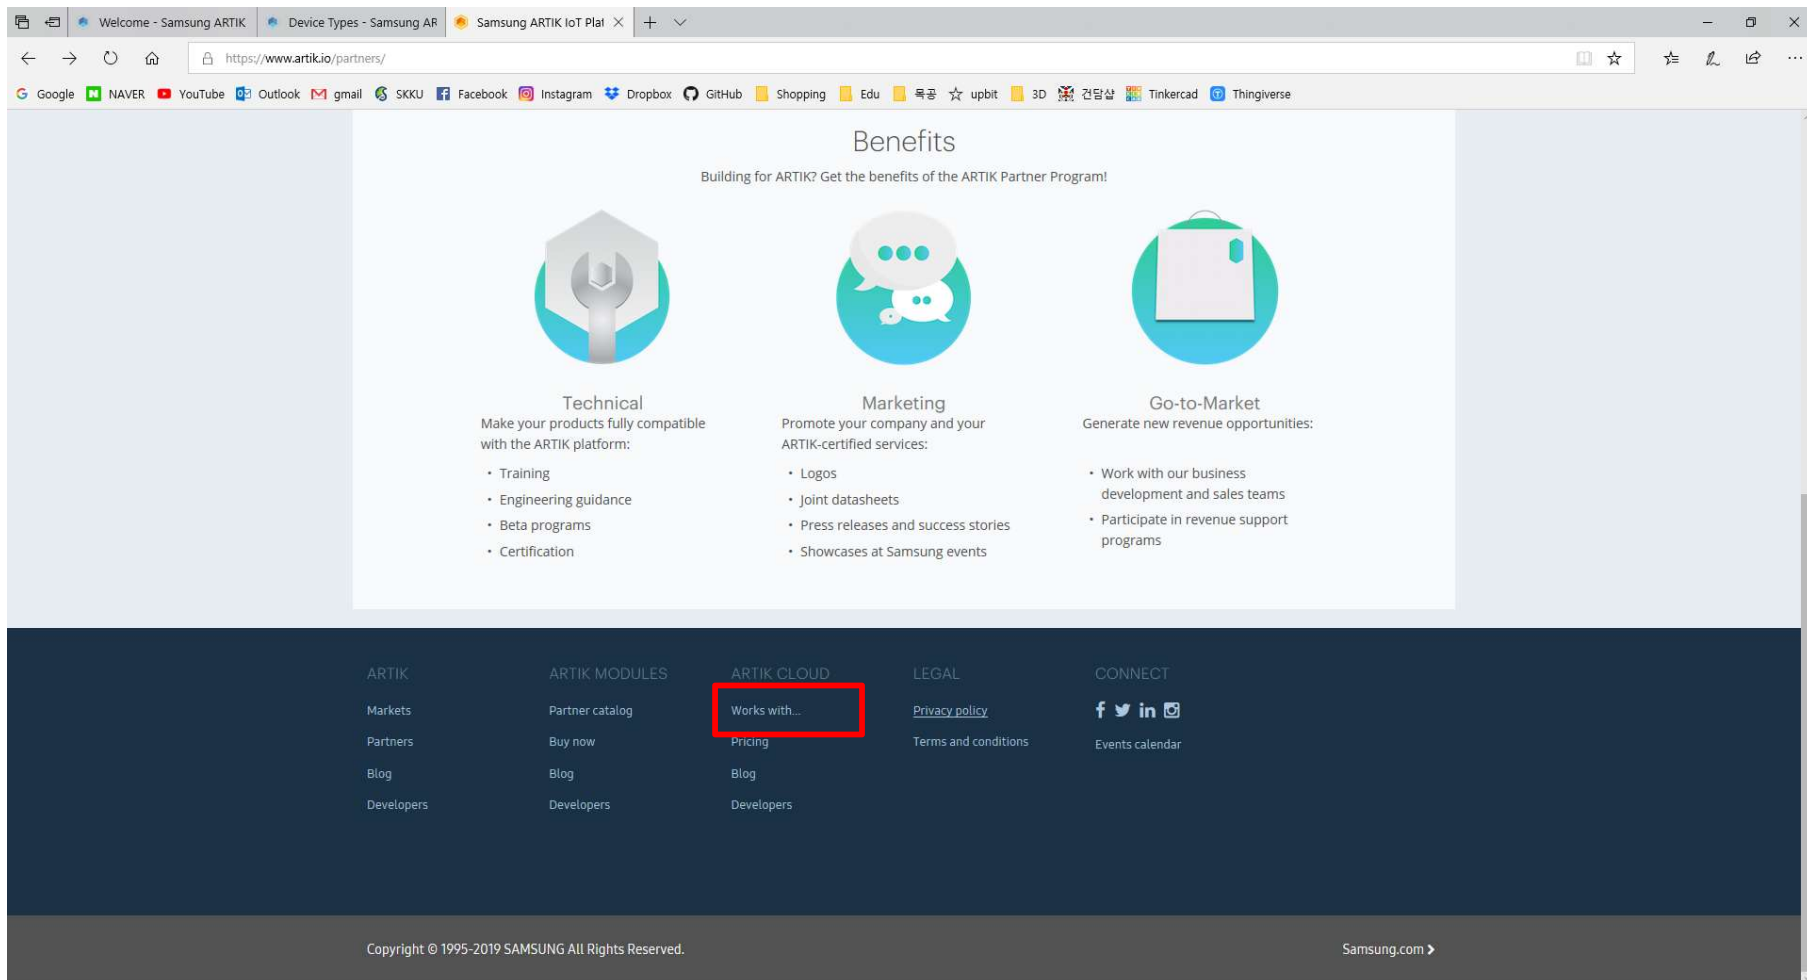 Welcome - Samsung ARTIK
Device Types - Samsung AR
Samsung ARTIK IoT Plat
https://www.artik.io/partners/
Google NAVER YouTube Outlook gmail SKKU Facebook Instagram Dropbox GitHub Shopping Edu 목공 upbit 3D 건담샵 Tinkercad Thingiverse
Benefits
Building for ARTIK? Get the benefits of the ARTIK Partner Program!
Technical
Make your products fully compatible
with the ARTIK platform:
• Training
• Engineering guidance
• Beta programs
• Certification
Marketing
Promote your company and your
ARTIK-certified services:
• Logos
• Joint datasheets
• Press releases and success stories
• Showcases at Samsung events
Go-to-Market
Generate new revenue opportunities:
• Work with our business
development and sales teams
• Participate in revenue support
programs
ARTIK
Markets
Partners
Blog
Developers
ARTIK MODULES
Partner catalog
Buy now
Blog
Developers
ARTIK CLOUD
Works with...
Pricing
Blog
Developers
LEGAL
Privacy policy
Terms and conditions
CONNECT
Events calendar
Copyright © 1995-2019 SAMSUNG All Rights Reserved.
Samsung.com